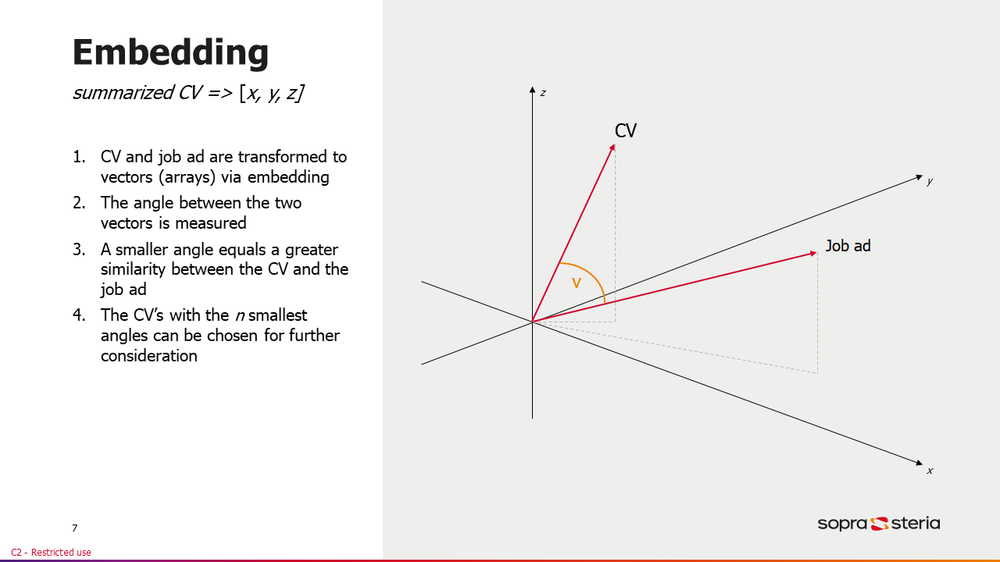 Embedding
summarized CV => [x, y, z]
1. CV and job ad are transformed to
vectors (arrays) via embedding
2. The angle between the two
vectors is measured
3. A smaller angle equals a greater
similarity between the CV and the
job ad
4. The CV’s with the n smallest
angles can be chosen for further
consideration
z
CV
y
Job ad
v
x
sopra steria
7
C2 - Restricted use